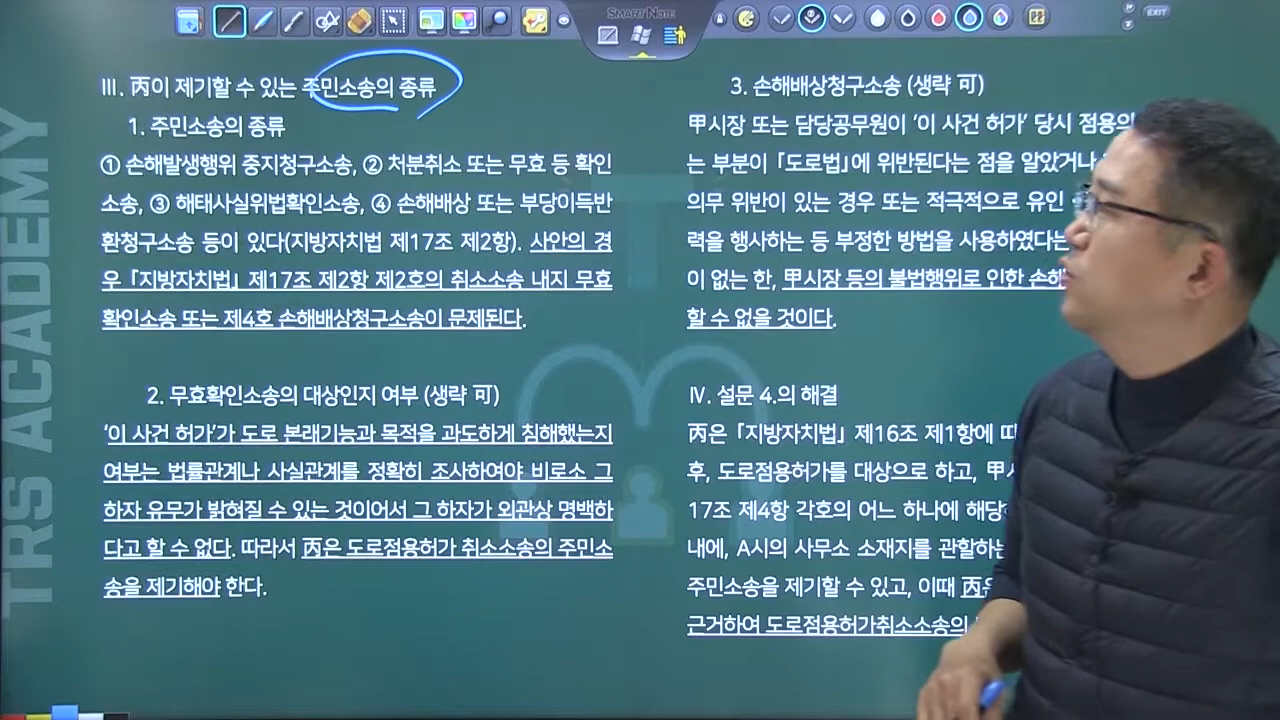 SMART NOTE
EXIT
TRS ACADEMY
Ⅲ. 丙이 제기할 수 있는 주민소송의 종류
1. 주민소송의 종류
① 손해발생행위 중지청구소송, ② 처분취소 또는 무효 등 확인
소송, ③ 해태사실위법확인소송, ④ 손해배상 또는 부당이득반
환청구소송 등이 있다(지방자치법 제17조 제2항). 사안의 경
우 「지방자치법」 제17조 제2항 제2호의 취소소송 내지 무효
확인소송 또는 제4호 손해배상청구소송이 문제된다.
2. 무효확인소송의 대상인지 여부 (생략 可)
‘이 사건 허가’가 도로 본래기능과 목적을 과도하게 침해했는지
여부는 법률관계나 사실관계를 정확히 조사하여야 비로소 그
하자 유무가 밝혀질 수 있는 것이어서 그 하자가 외관상 명백하
다고 할 수 없다. 따라서 丙은 도로점용허가 취소소송의 주민소
송을 제기해야 한다.
3. 손해배상청구소송 (생략 可)
甲시장 또는 담당공무원이 ‘이 사건 허가’ 당시 점용의
는 부분이 「도로법」에 위반된다는 점을 알았거나
의무 위반이 있는 경우 또는 적극적으로 유인
력을 행사하는 등 부정한 방법을 사용하였다는
이 없는 한, 甲시장 등의 불법행위로 인한 손해
할 수 없을 것이다.
Ⅳ. 설문 4.의 해결
丙은 「지방자치법」 제16조 제1항에 따
후, 도로점용허가를 대상으로 하고, 甲시
17조 제4항 각호의 어느 하나에 해당
내에, A시의 사무소 소재지를 관할하는
주민소송을 제기할 수 있고, 이때 丙은
근거하여 도로점용허가취소소송의